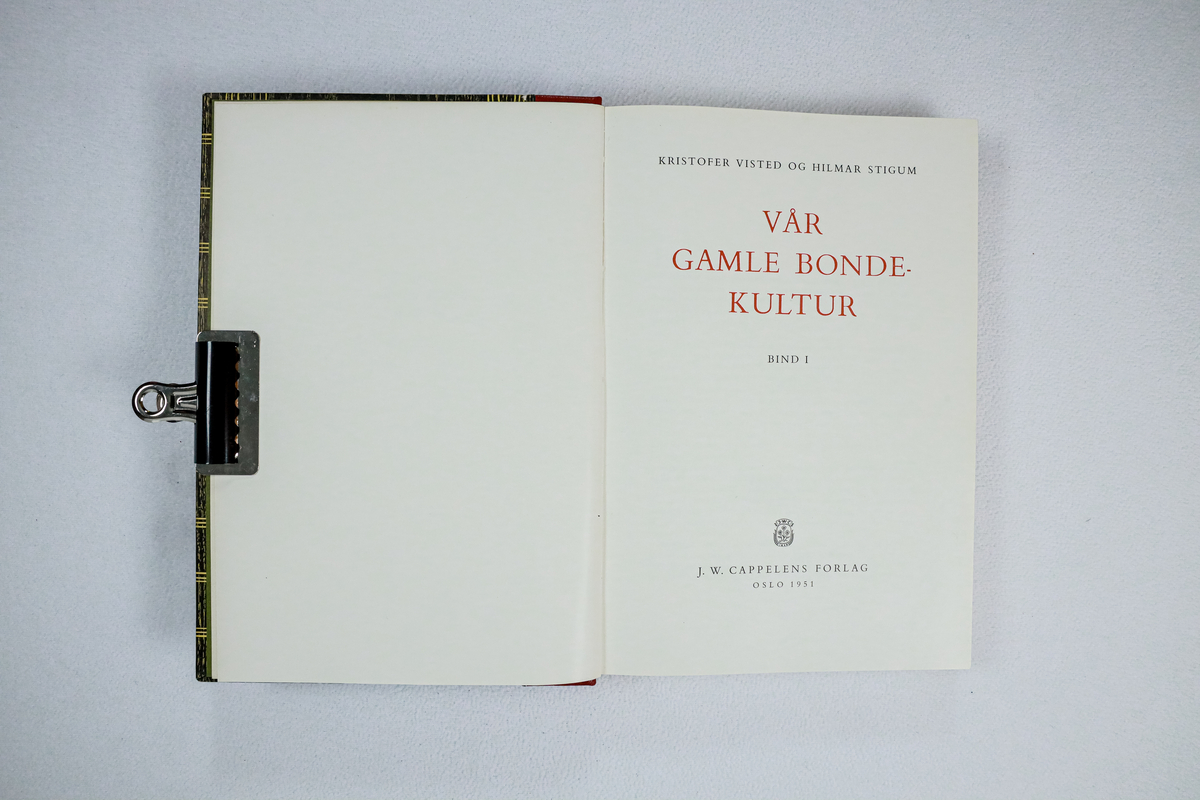 KRISTOFER VISTED OG HILMAR STIGUM
VÅR
GAMLE BONDE-
KULTUR
BIND I
J. W. CAPPELENS FORLAG
OSLO 1951